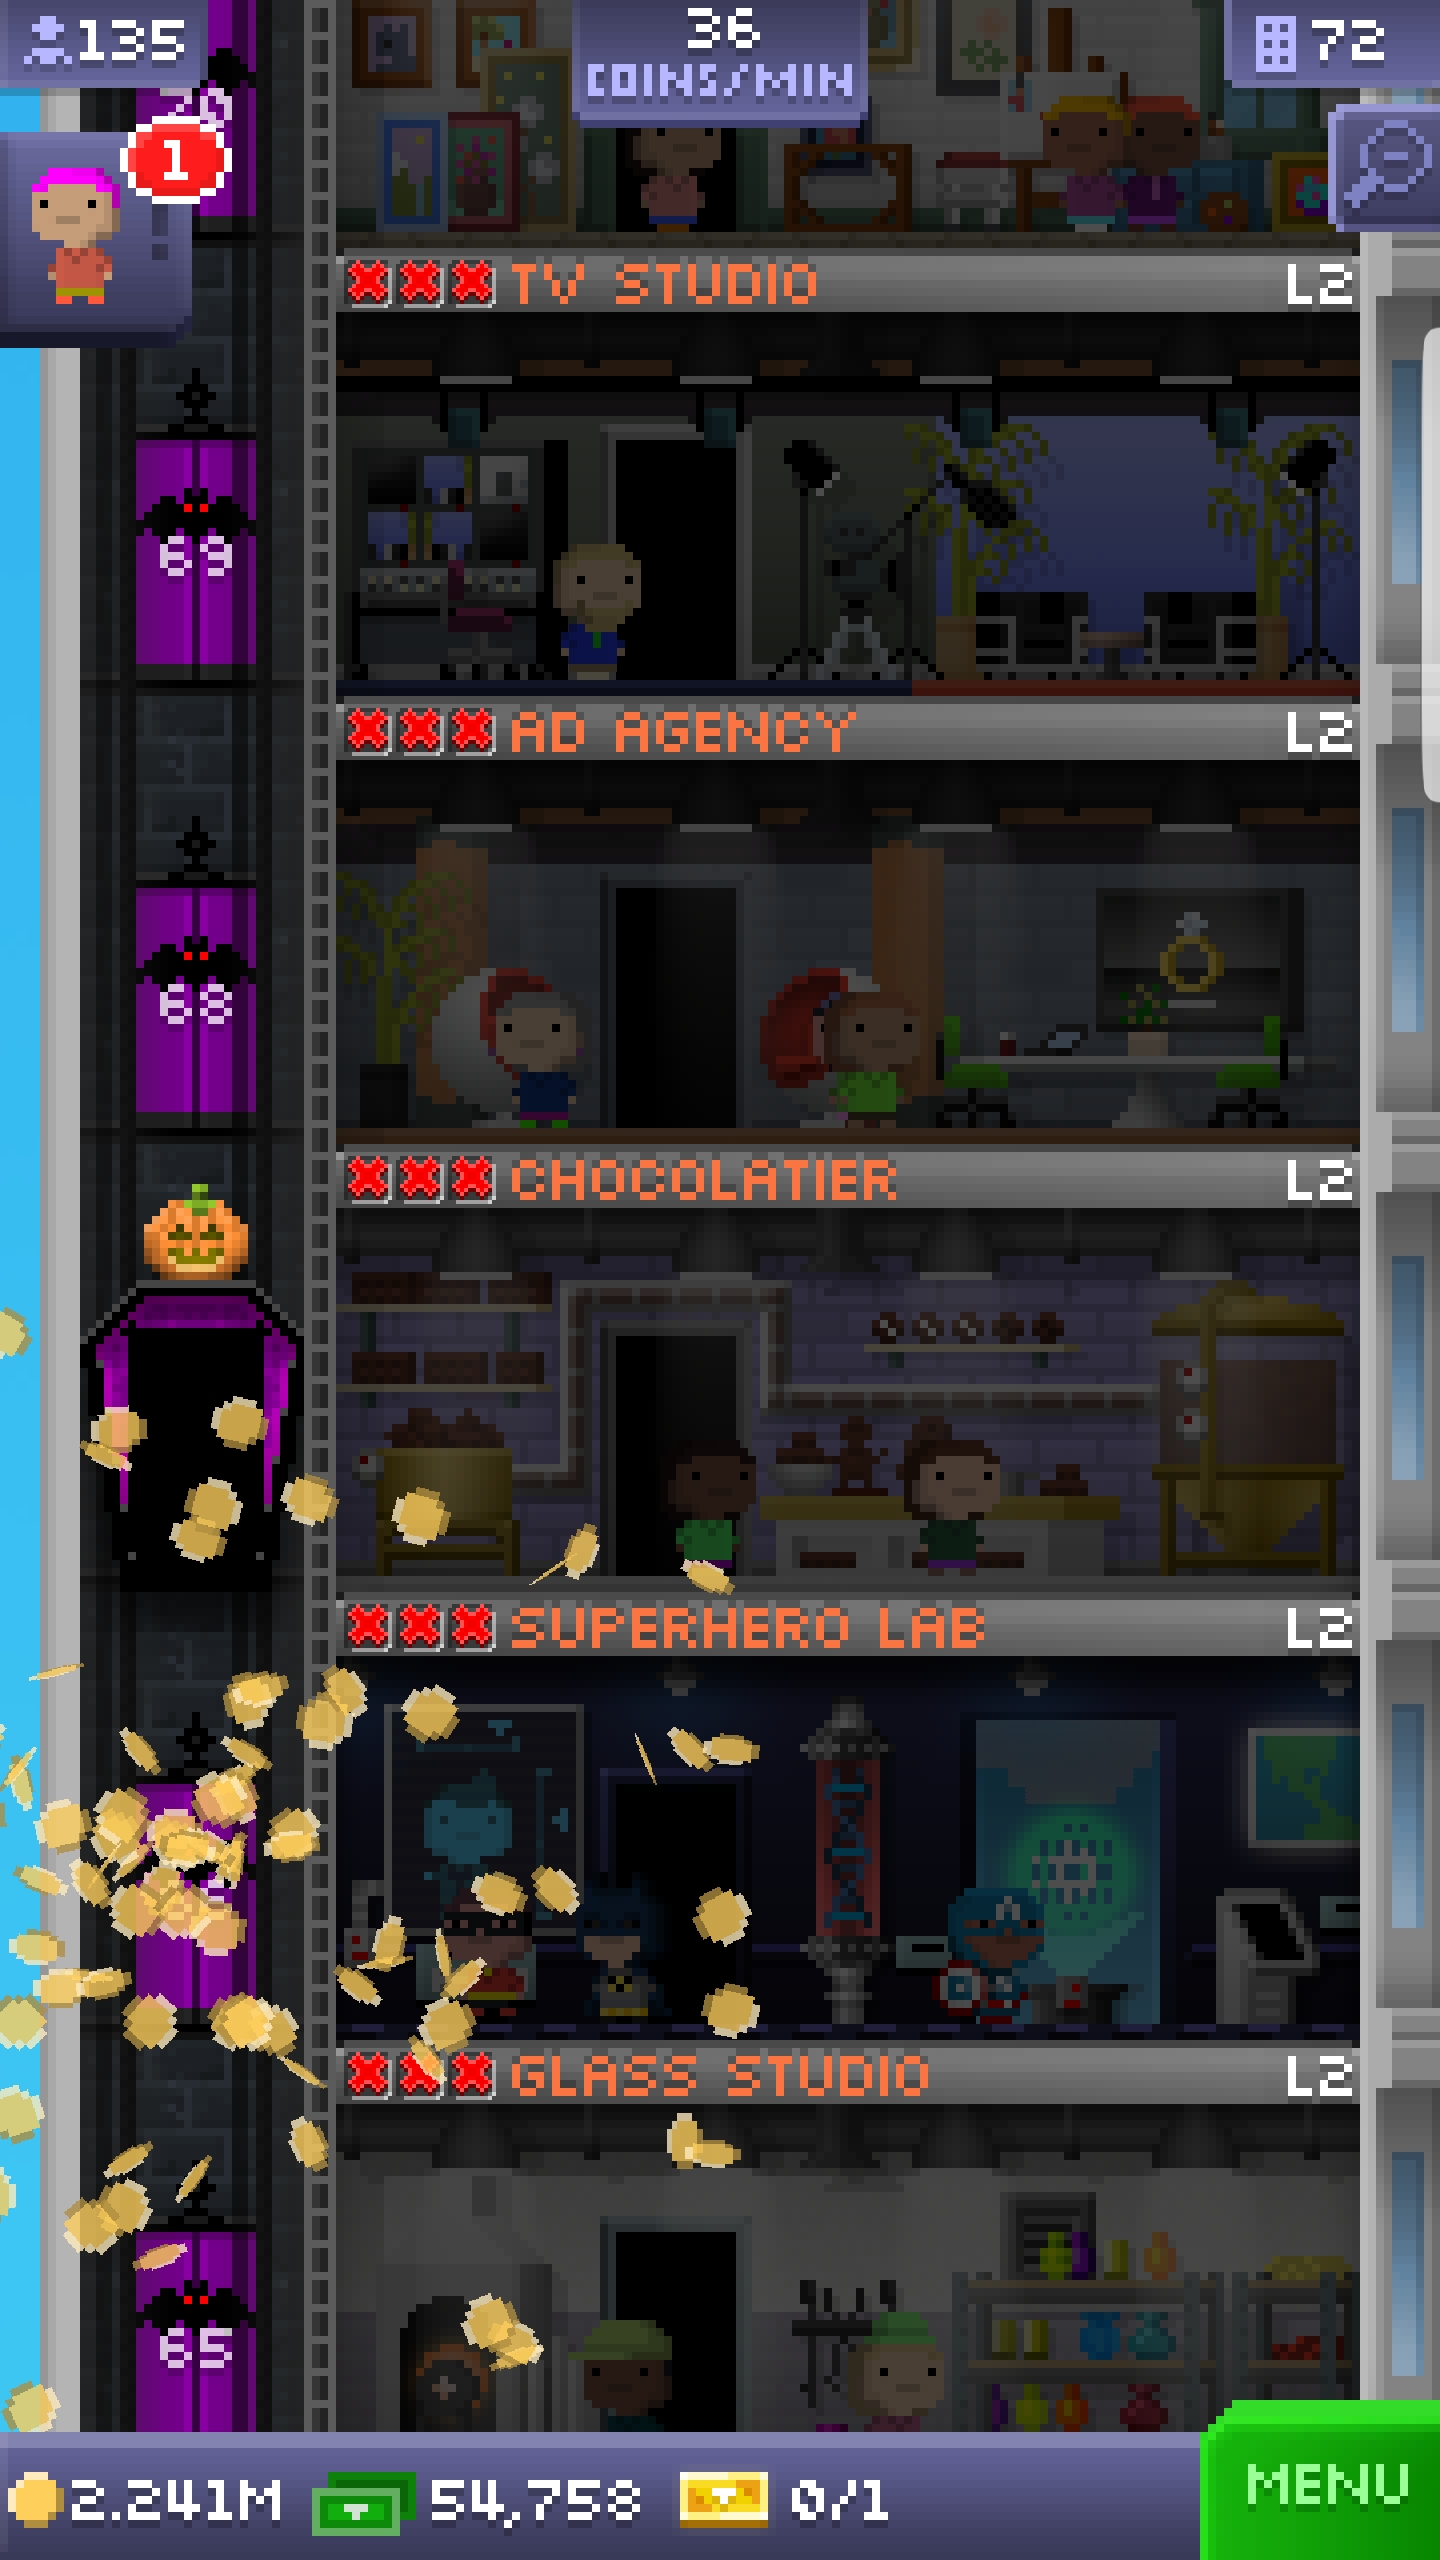 135
36
COINS/MIN
72
1
TV STUDIO L2
69
AD AGENCY L2
68
CHOCOLATIER L2
SUPERHERO LAB L2
GLASS STUDIO L2
65
2.241M 54,758 0/1
MENU